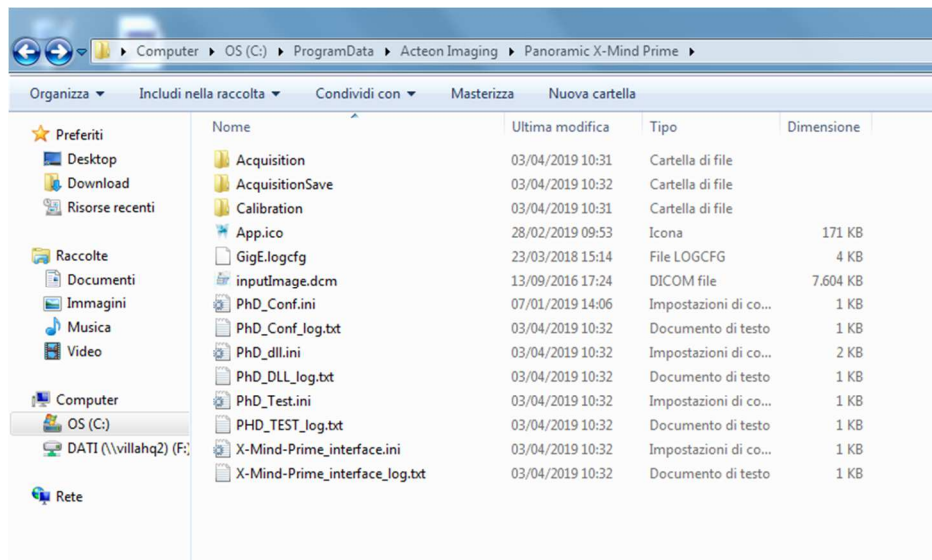 Computer ▸ OS (C:) ▸ ProgramData ▸ Acteon Imaging ▸ Panoramic X-Mind Prime ▸
Organizza ▾ Includi nella raccolta ▾ Condividi con ▾ Masterizza Nuova cartella
Preferiti
Desktop
Download
Risorse recenti
Raccolte
Documenti
Immagini
Musica
Video
Computer
OS (C:)
DATI (\\villahq2) (F:)
Rete
Nome Ultima modifica Tipo Dimensione
Acquisition 03/04/2019 10:31 Cartella di file
AcquisitionSave 03/04/2019 10:32 Cartella di file
Calibration 03/04/2019 10:31 Cartella di file
App.ico 28/02/2019 09:53 Icona 171 KB
GigE.logcfg 23/03/2018 15:14 File LOGCFG 4 KB
inputImage.dcm 13/09/2016 17:24 DICOM file 7.604 KB
PhD_Conf.ini 07/01/2019 14:06 Impostazioni di co... 1 KB
PhD_Conf_log.txt 03/04/2019 10:32 Documento di testo 1 KB
PhD_dll.ini 03/04/2019 10:32 Impostazioni di co... 2 KB
PhD_DLL_log.txt 03/04/2019 10:32 Documento di testo 1 KB
PhD_Test.ini 03/04/2019 10:32 Impostazioni di co... 1 KB
PHD_TEST_log.txt 03/04/2019 10:32 Documento di testo 1 KB
X-Mind-Prime_interface.ini 03/04/2019 10:32 Impostazioni di co... 1 KB
X-Mind-Prime_interface_log.txt 03/04/2019 10:32 Documento di testo 1 KB